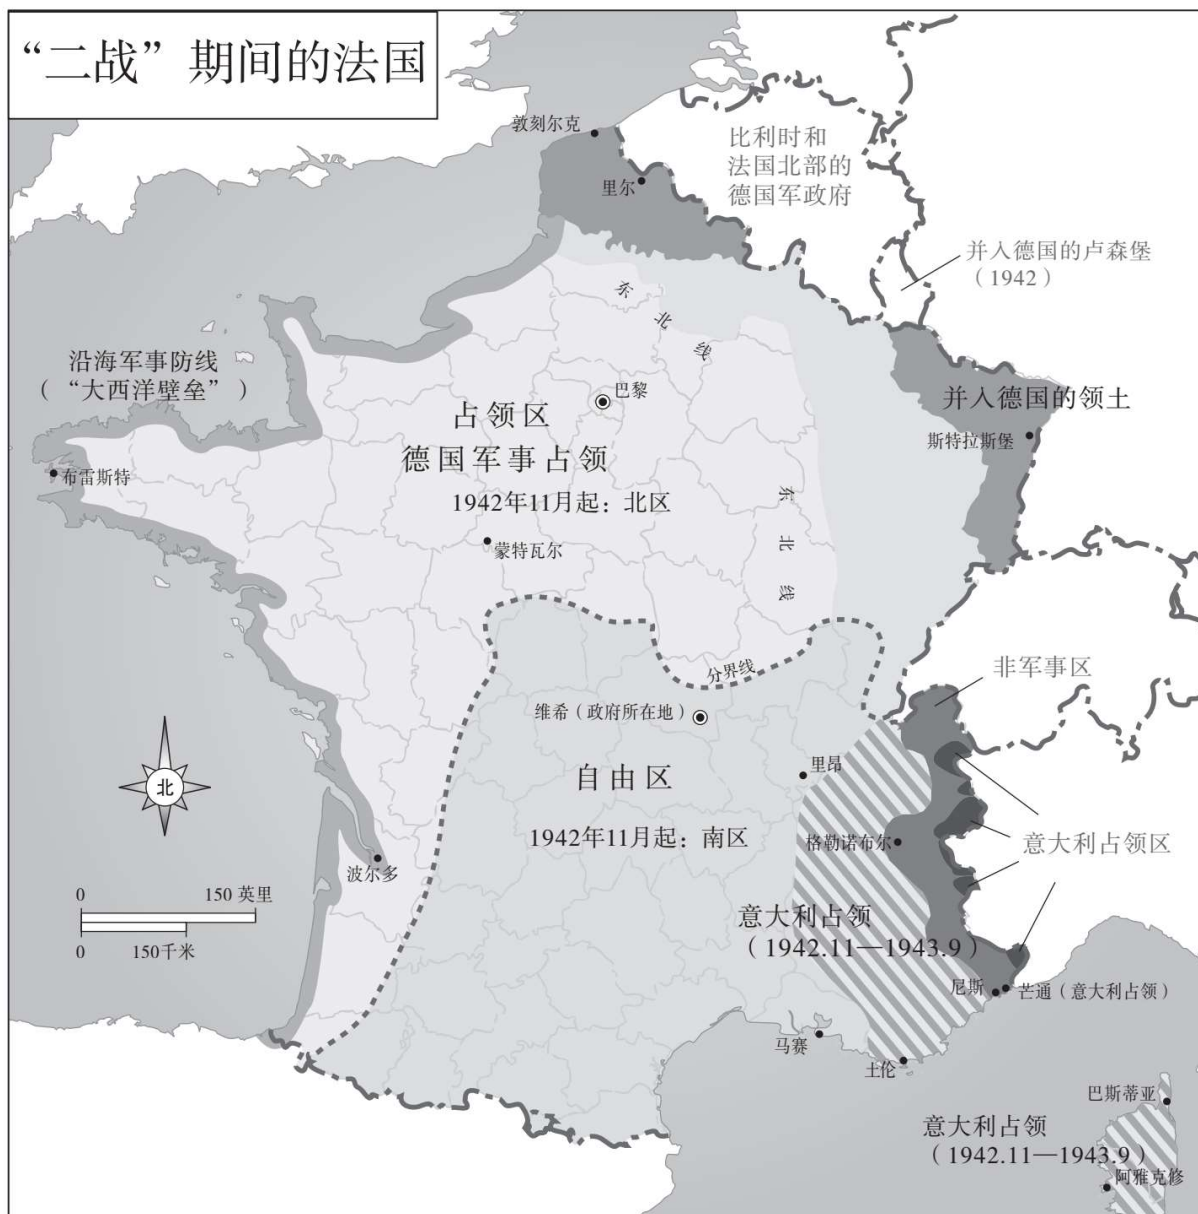 “二战”期间的法国
敦刻尔克
里尔
比利时和
法国北部的
德国军政府
并入德国的卢森堡
（1942）
东北线
沿海军事防线
（“大西洋壁垒”）
巴黎
占领区
德国军事占领
1942年11月起：北区
并入德国的领土
斯特拉斯堡
布雷斯特
蒙特瓦尔
东北线
分界线
非军事区
维希（政府所在地）
里昂
自由区
1942年11月起：南区
北
格勒诺布尔
意大利占领区
波尔多
0 150 英里
0 150千米
意大利占领
（1942.11—1943.9）
尼斯
芒通（意大利占领）
马赛
土伦
巴斯蒂亚
意大利占领
（1942.11—1943.9）
阿雅克修